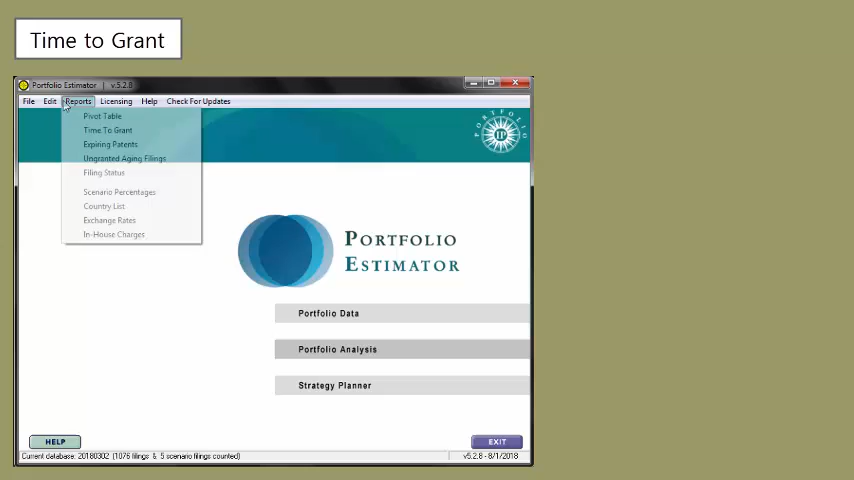 Time to Grant
Portfolio Estimator | v.5.2.8
File Edit Reports Licensing Help Check For Updates
Pivot Table
Time To Grant
Expiring Patents
Ungranted Aging Filings
Filing Status
Scenario Percentages
Country List
Exchange Rates
In-House Charges
PORTFOLIO
IP
PORTFOLIO
ESTIMATOR
Portfolio Data
Portfolio Analysis
Strategy Planner
HELP
EXIT
Current database: 20180302 (1076 filings & 5 scenario filings counted)
v5.2.8 - 8/1/2018